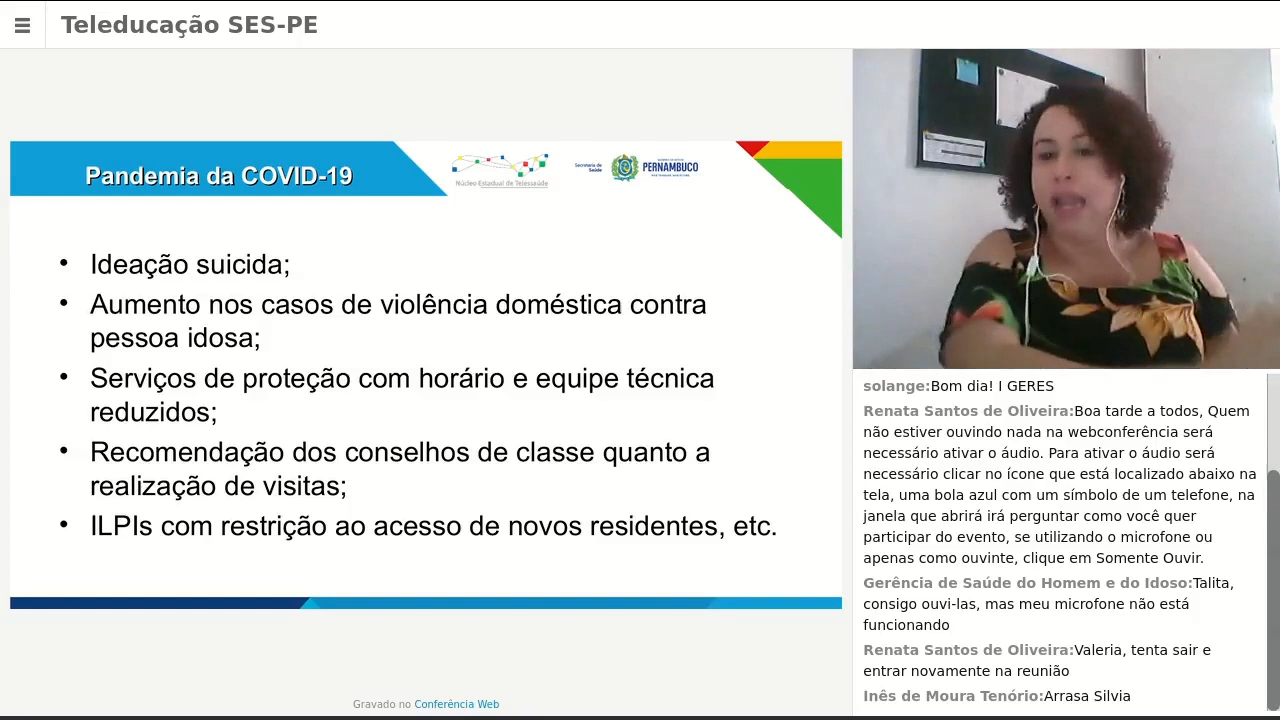 Teleducação SES-PE
Pandemia da COVID-19
Núcleo Estadual de Telessaúde
Secretaria de
Saúde
PERNAMBUCO
• Ideação suicida;
• Aumento nos casos de violência doméstica contra
pessoa idosa;
• Serviços de proteção com horário e equipe técnica
reduzidos;
• Recomendação dos conselhos de classe quanto a
realização de visitas;
• ILPIs com restrição ao acesso de novos residentes, etc.
Gravado no Conferência Web
solange:Bom dia! I GERES
Renata Santos de Oliveira:Boa tarde a todos, Quem
não estiver ouvindo nada na webconferência será
necessário ativar o áudio. Para ativar o áudio será
necessário clicar no ícone que está localizado abaixo na
tela, uma bola azul com um símbolo de um telefone, na
janela que abrirá irá perguntar como você quer
participar do evento, se utilizando o microfone ou
apenas como ouvinte, clique em Somente Ouvir.
Gerência de Saúde do Homem e do Idoso:Talita,
consigo ouvi-las, mas meu microfone não está
funcionando
Renata Santos de Oliveira:Valeria, tenta sair e
entrar novamente na reunião
Inês de Moura Tenório:Arrasa Silvia